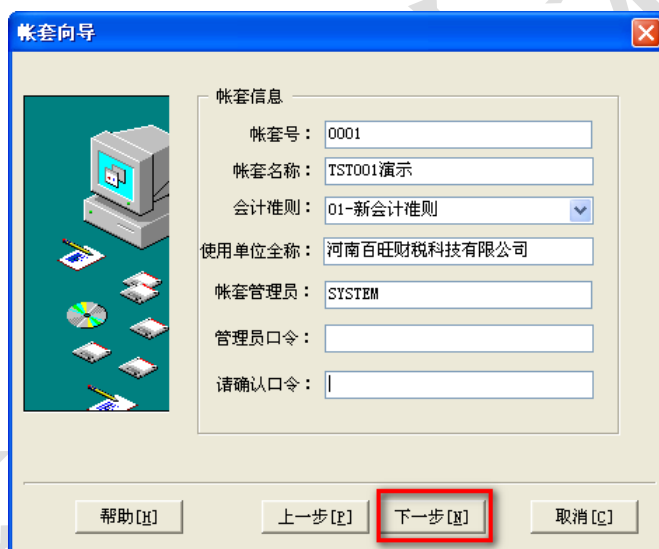 帐套向导
帐套信息
帐套号： 0001
帐套名称： TST001演示
会计准则： 01-新会计准则
使用单位全称： 河南百旺财税科技有限公司
帐套管理员： SYSTEM
管理员口令：
请确认口令：
帮助[H] 上一步[P] 下一步[N] 取消[C]